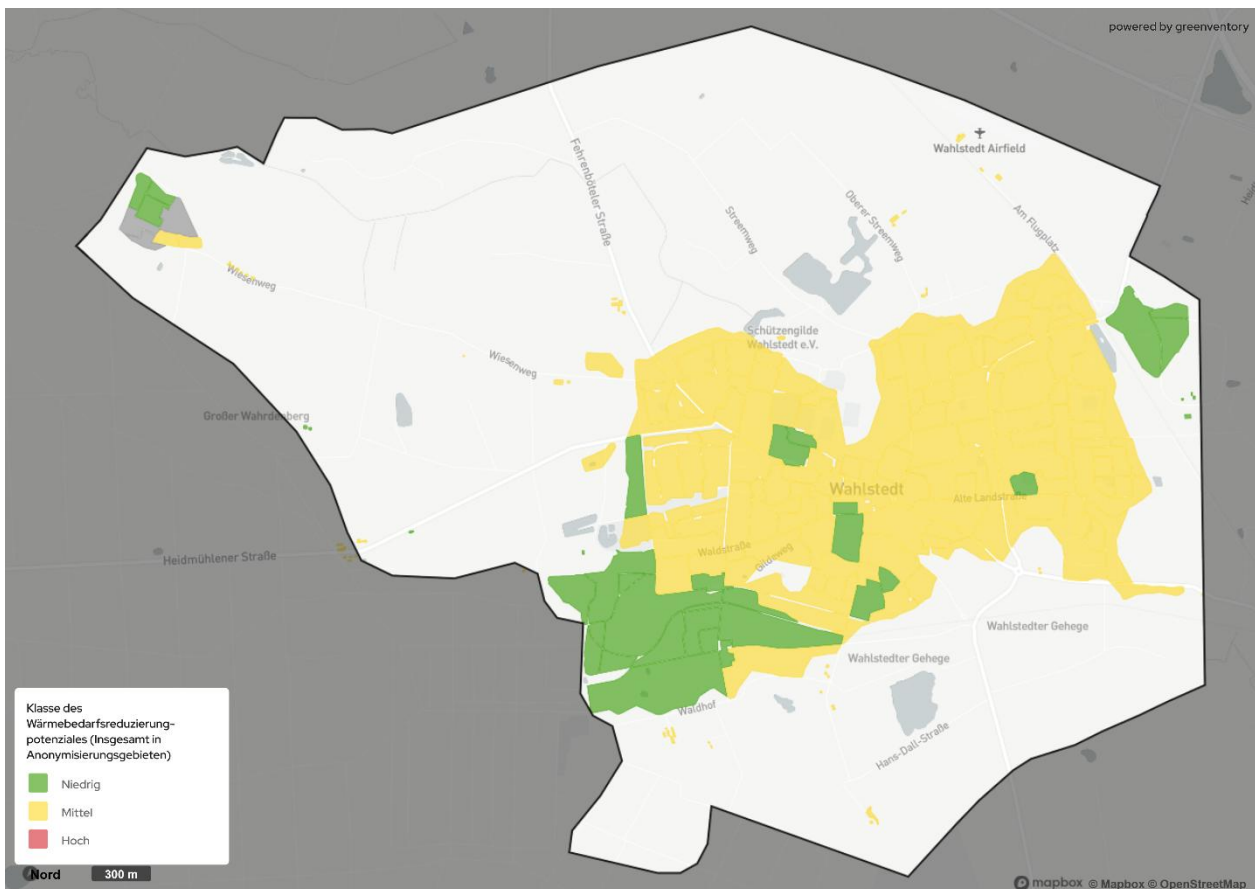 powered by greenventory
Wahlstedt Airfield
Fehrenböteler Straße
Streemweg
Oberer Streemweg
Am Flugplatz
Wiesenweg
Schützengilde
Wahlstedt e.V.
Wiesenweg
Großer Wahrdenberg
Wahlstedt
Alte Landstraße
Heidmühlener Straße
Waldstraße
Gildeweg
Wahlstedter Gehege
Wahlstedter Gehege
Waldhof
Hans-Dall-Straße
Klasse des
Wärmebedarfsreduzierung-
potenziales (Insgesamt in
Anonymisierungsgebieten)
Niedrig
Mittel
Hoch
Nord
300 m
mapbox © Mapbox © OpenStreetMap